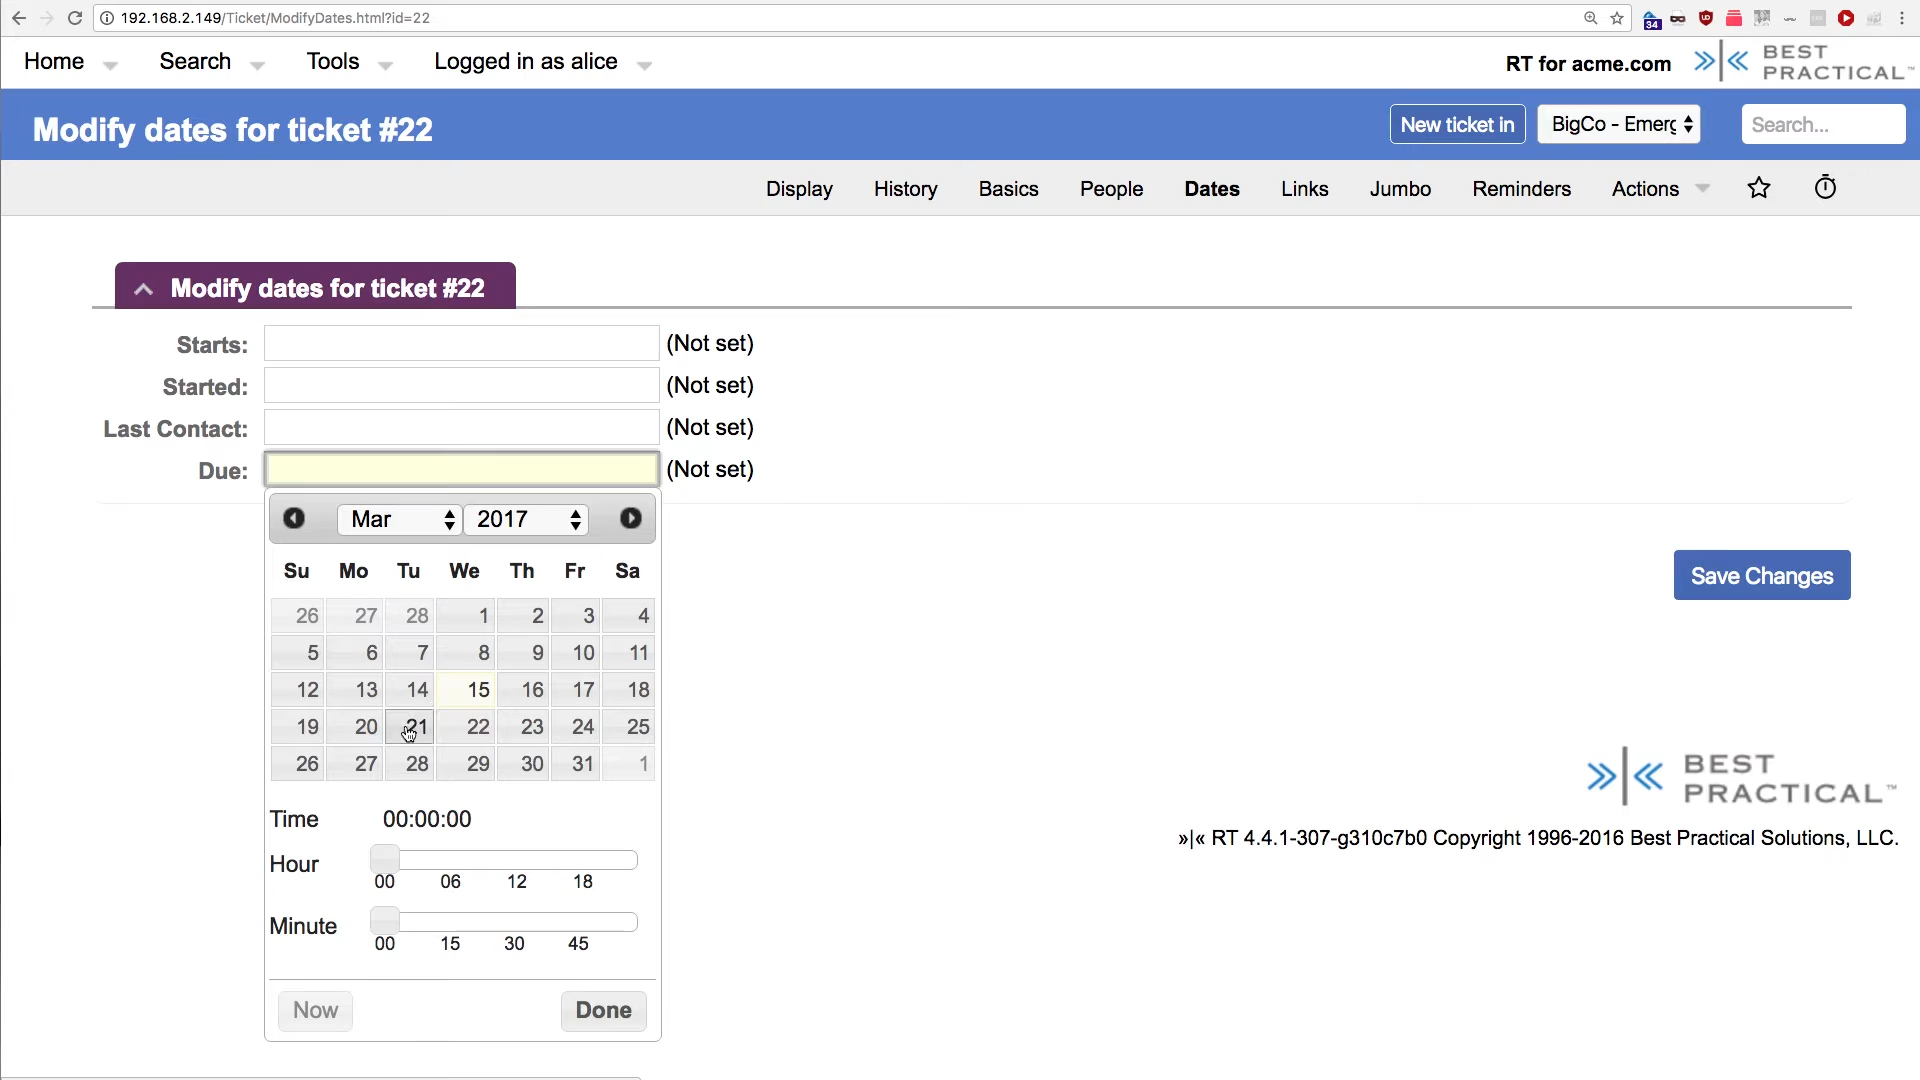 192.168.2.149/Ticket/ModifyDates.html?id=22
34
Home Search Tools Logged in as alice
RT for acme.com
BEST PRACTICAL™
Modify dates for ticket #22
New ticket in
BigCo - Emerg
Search...
Display History Basics People Dates Links Jumbo Reminders Actions
Modify dates for ticket #22
Starts: (Not set)
Started: (Not set)
Last Contact: (Not set)
Due: (Not set)
Mar 2017
Su Mo Tu We Th Fr Sa
26 27 28 1 2 3 4
5 6 7 8 9 10 11
12 13 14 15 16 17 18
19 20 21 22 23 24 25
26 27 28 29 30 31 1
Time 00:00:00
Hour
00 06 12 18
Minute
00 15 30 45
Now Done
Save Changes
BEST
PRACTICAL™
»|« RT 4.4.1-307-g310c7b0 Copyright 1996-2016 Best Practical Solutions, LLC.